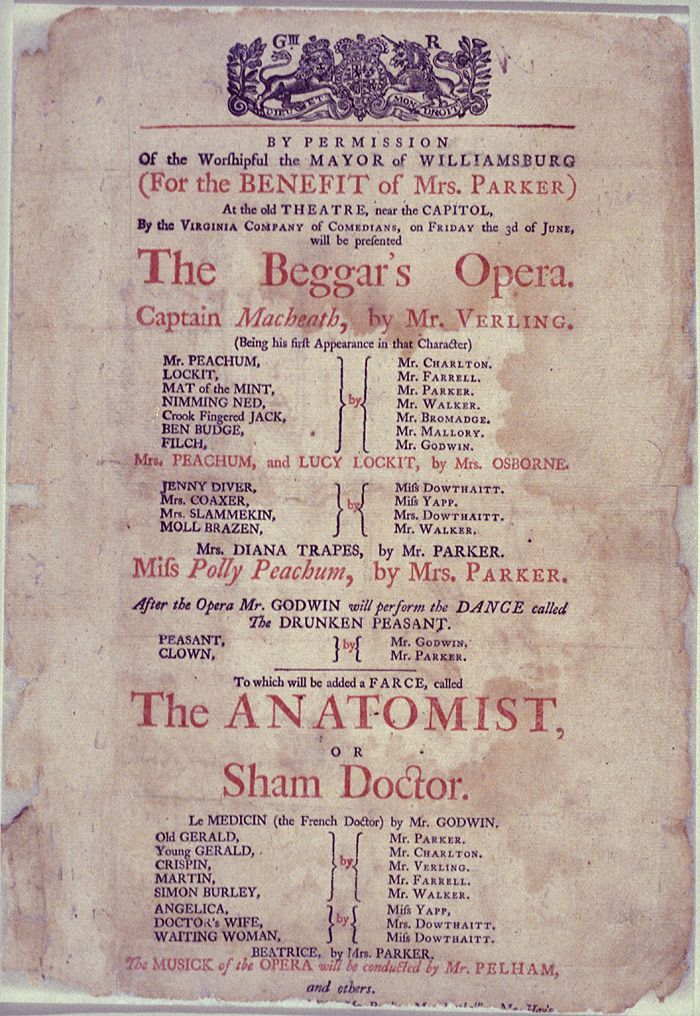 G III R
DIEU ET MON DROIT
BY PERMISSION
Of the Worſhipful the MAYOR of WILLIAMSBURG
(For the BENEFIT of Mrs. PARKER)
At the old THEATRE, near the CAPITOL,
By the VIRGINIA COMPANY of COMEDIANS, on FRIDAY the 3d of JUNE,
will be preſented
The Beggar's Opera.
Captain Macheath, by Mr. VERLING.
(Being his firſt Appearance in that Character)
Mr. PEACHUM, Mr. CHARLTON.
LOCKIT, Mr. FARRELL.
MAT of the MINT, Mr. PARKER.
NIMMING NED, by Mr. WALKER.
Crook Fingered JACK, Mr. BROMADGE.
BEN BUDGE, Mr. MALLORY.
FILCH, Mr. GODWIN.
Mrs. PEACHUM, and LUCY LOCKIT, by Mrs. OSBORNE.
JENNY DIVER, Miſs DOWTHAITT.
Mrs. COAXER, by Miſs YAPP.
Mrs. SLAMMEKIN, Mrs. DOWTHAITT.
MOLL BRAZEN, Mr. WALKER.
Mrs. DIANA TRAPES, by Mr. PARKER.
Miſs Polly Peachum, by Mrs. PARKER.
After the Opera Mr. GODWIN will perform the DANCE called
The DRUNKEN PEASANT.
PEASANT, by Mr. GODWIN,
CLOWN, Mr. PARKER.
To which will be added a FARCE, called
The ANATOMIST,
OR
Sham Doctor.
Le MEDICIN (the French Doctor) by Mr. GODWIN.
Old GERALD, Mr. PARKER.
Young GERALD, Mr. CHARLTON.
CRISPIN, by Mr. VERLING.
MARTIN, Mr. FARRELL.
SIMON BURLEY, Mr. WALKER.
ANGELICA, Miſs YAPP,
DOCTOR's WIFE, by Mrs. DOWTHAITT.
WAITING WOMAN, Miſs DOWTHAITT.
BEATRICE, by Mrs. PARKER.
The MUSICK of the OPERA will be conducted by Mr. PELHAM,
and others.